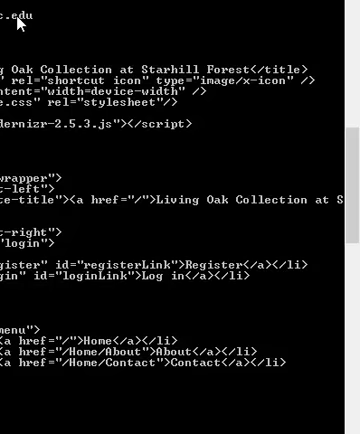 c.edu
g Oak Collection at Starhill Forest</title>
" rel="shortcut icon" type="image/x-icon" />
ntent="width=device-width" />
e.css" rel="stylesheet"/>
dernizr-2.5.3.js"></script>
wrapper">
t-left">
te-title"><a href="/">Living Oak Collection at S
t-right">
"login">
gister" id="registerLink">Register</a></li>
gin" id="loginLink">Log in</a></li>
menu">
<a href="/">Home</a></li>
<a href="/Home/About">About</a></li>
<a href="/Home/Contact">Contact</a></li>